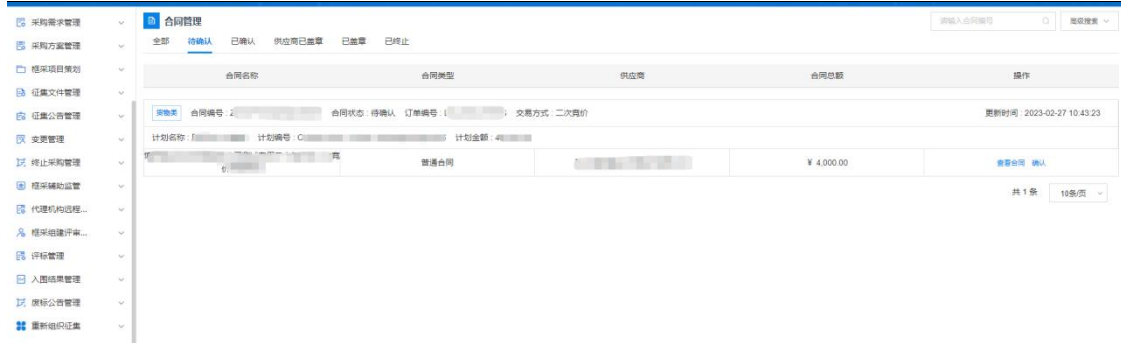 采购需求管理
采购方案管理
框采项目策划
征集文件管理
征集公告管理
变更管理
终止采购管理
框采辅助监管
代理机构远程...
框采组建评审...
评标管理
入围结果管理
废标公告管理
重新组织征集
合同管理
请输入合同编号 高级搜索
全部 待确认 已确认 供应商已盖章 已盖章 已终止
合同名称 合同类型 供应商 合同总额 操作
货物类 合同编号: 合同状态:待确认 订单编号: 交易方式:二次竞价 更新时间:2023-02-27 10:43:23
计划名称: 计划编号: 计划金额:
普通合同 ¥ 4,000.00 查看合同 确认
共 1 条 10条/页